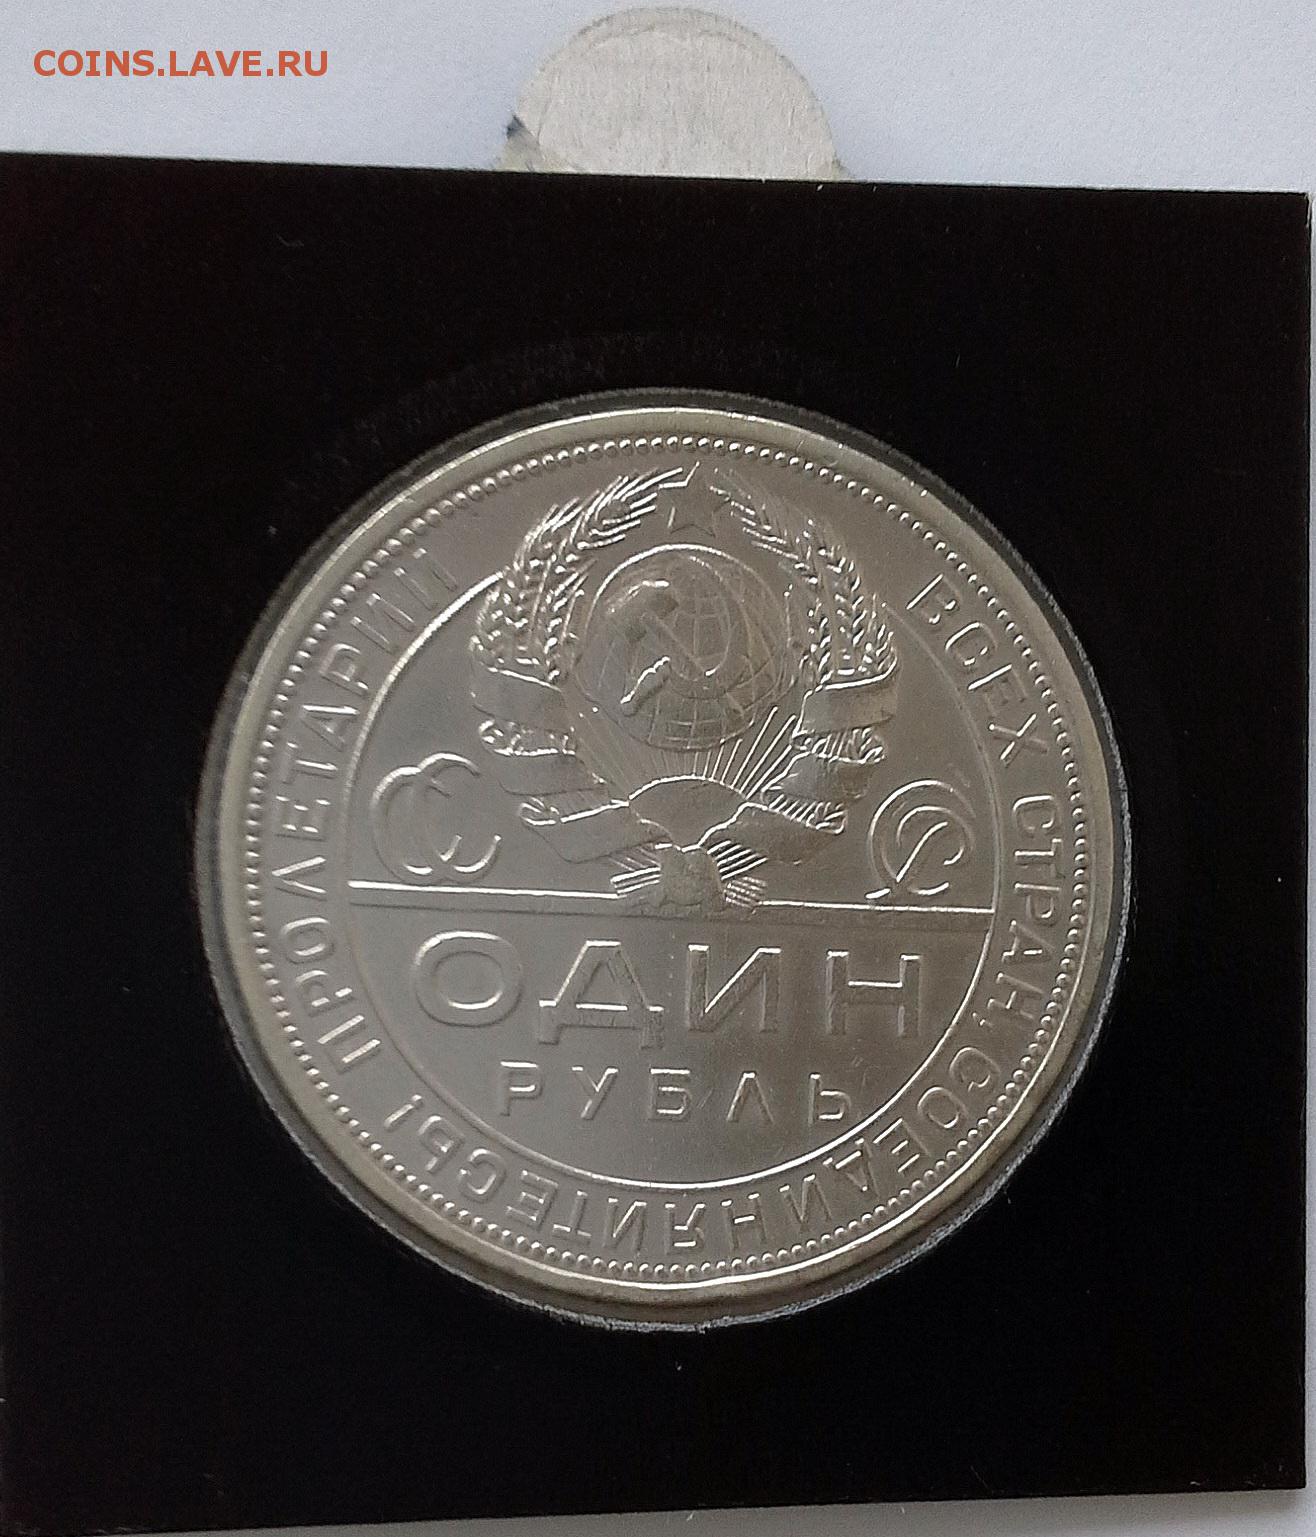 COINS.LAVE.RU
ПРОЛЕТАРИИ ВСЕХ СТРАН, СОЕДИНЯЙТЕСЬ!
СССР
ОДИН
РУБЛЬ